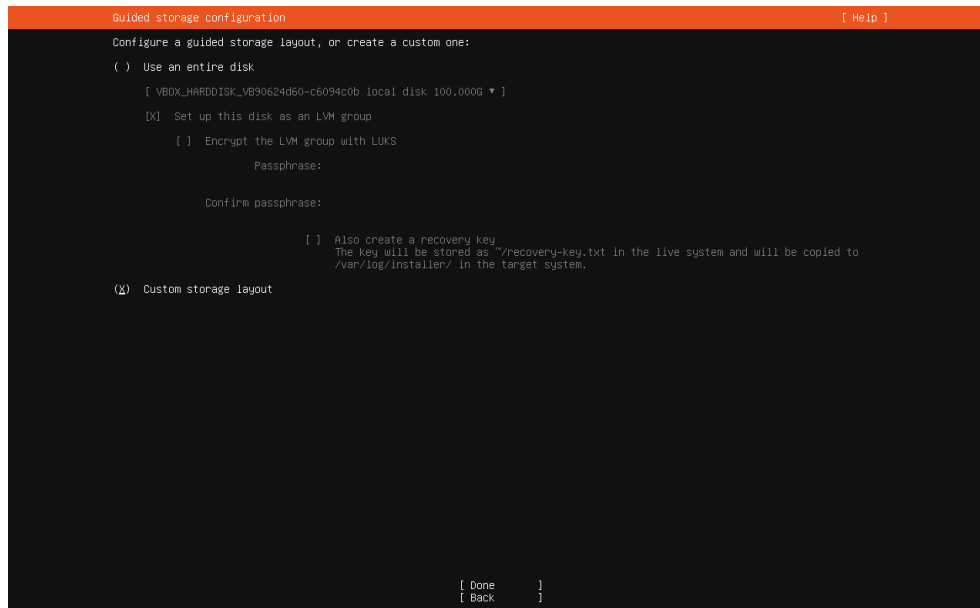 Guided storage configuration [ Help ]
Configure a guided storage layout, or create a custom one:
( ) Use an entire disk
[ VBOX_HARDDISK_VB90624d60-c6094c0b local disk 100.000G ▾ ]
[X] Set up this disk as an LVM group
[ ] Encrypt the LVM group with LUKS
Passphrase:
Confirm passphrase:
[ ] Also create a recovery key
The key will be stored as ~/recovery-key.txt in the live system and will be copied to
/var/log/installer/ in the target system.
(X) Custom storage layout
[ Done ]
[ Back ]